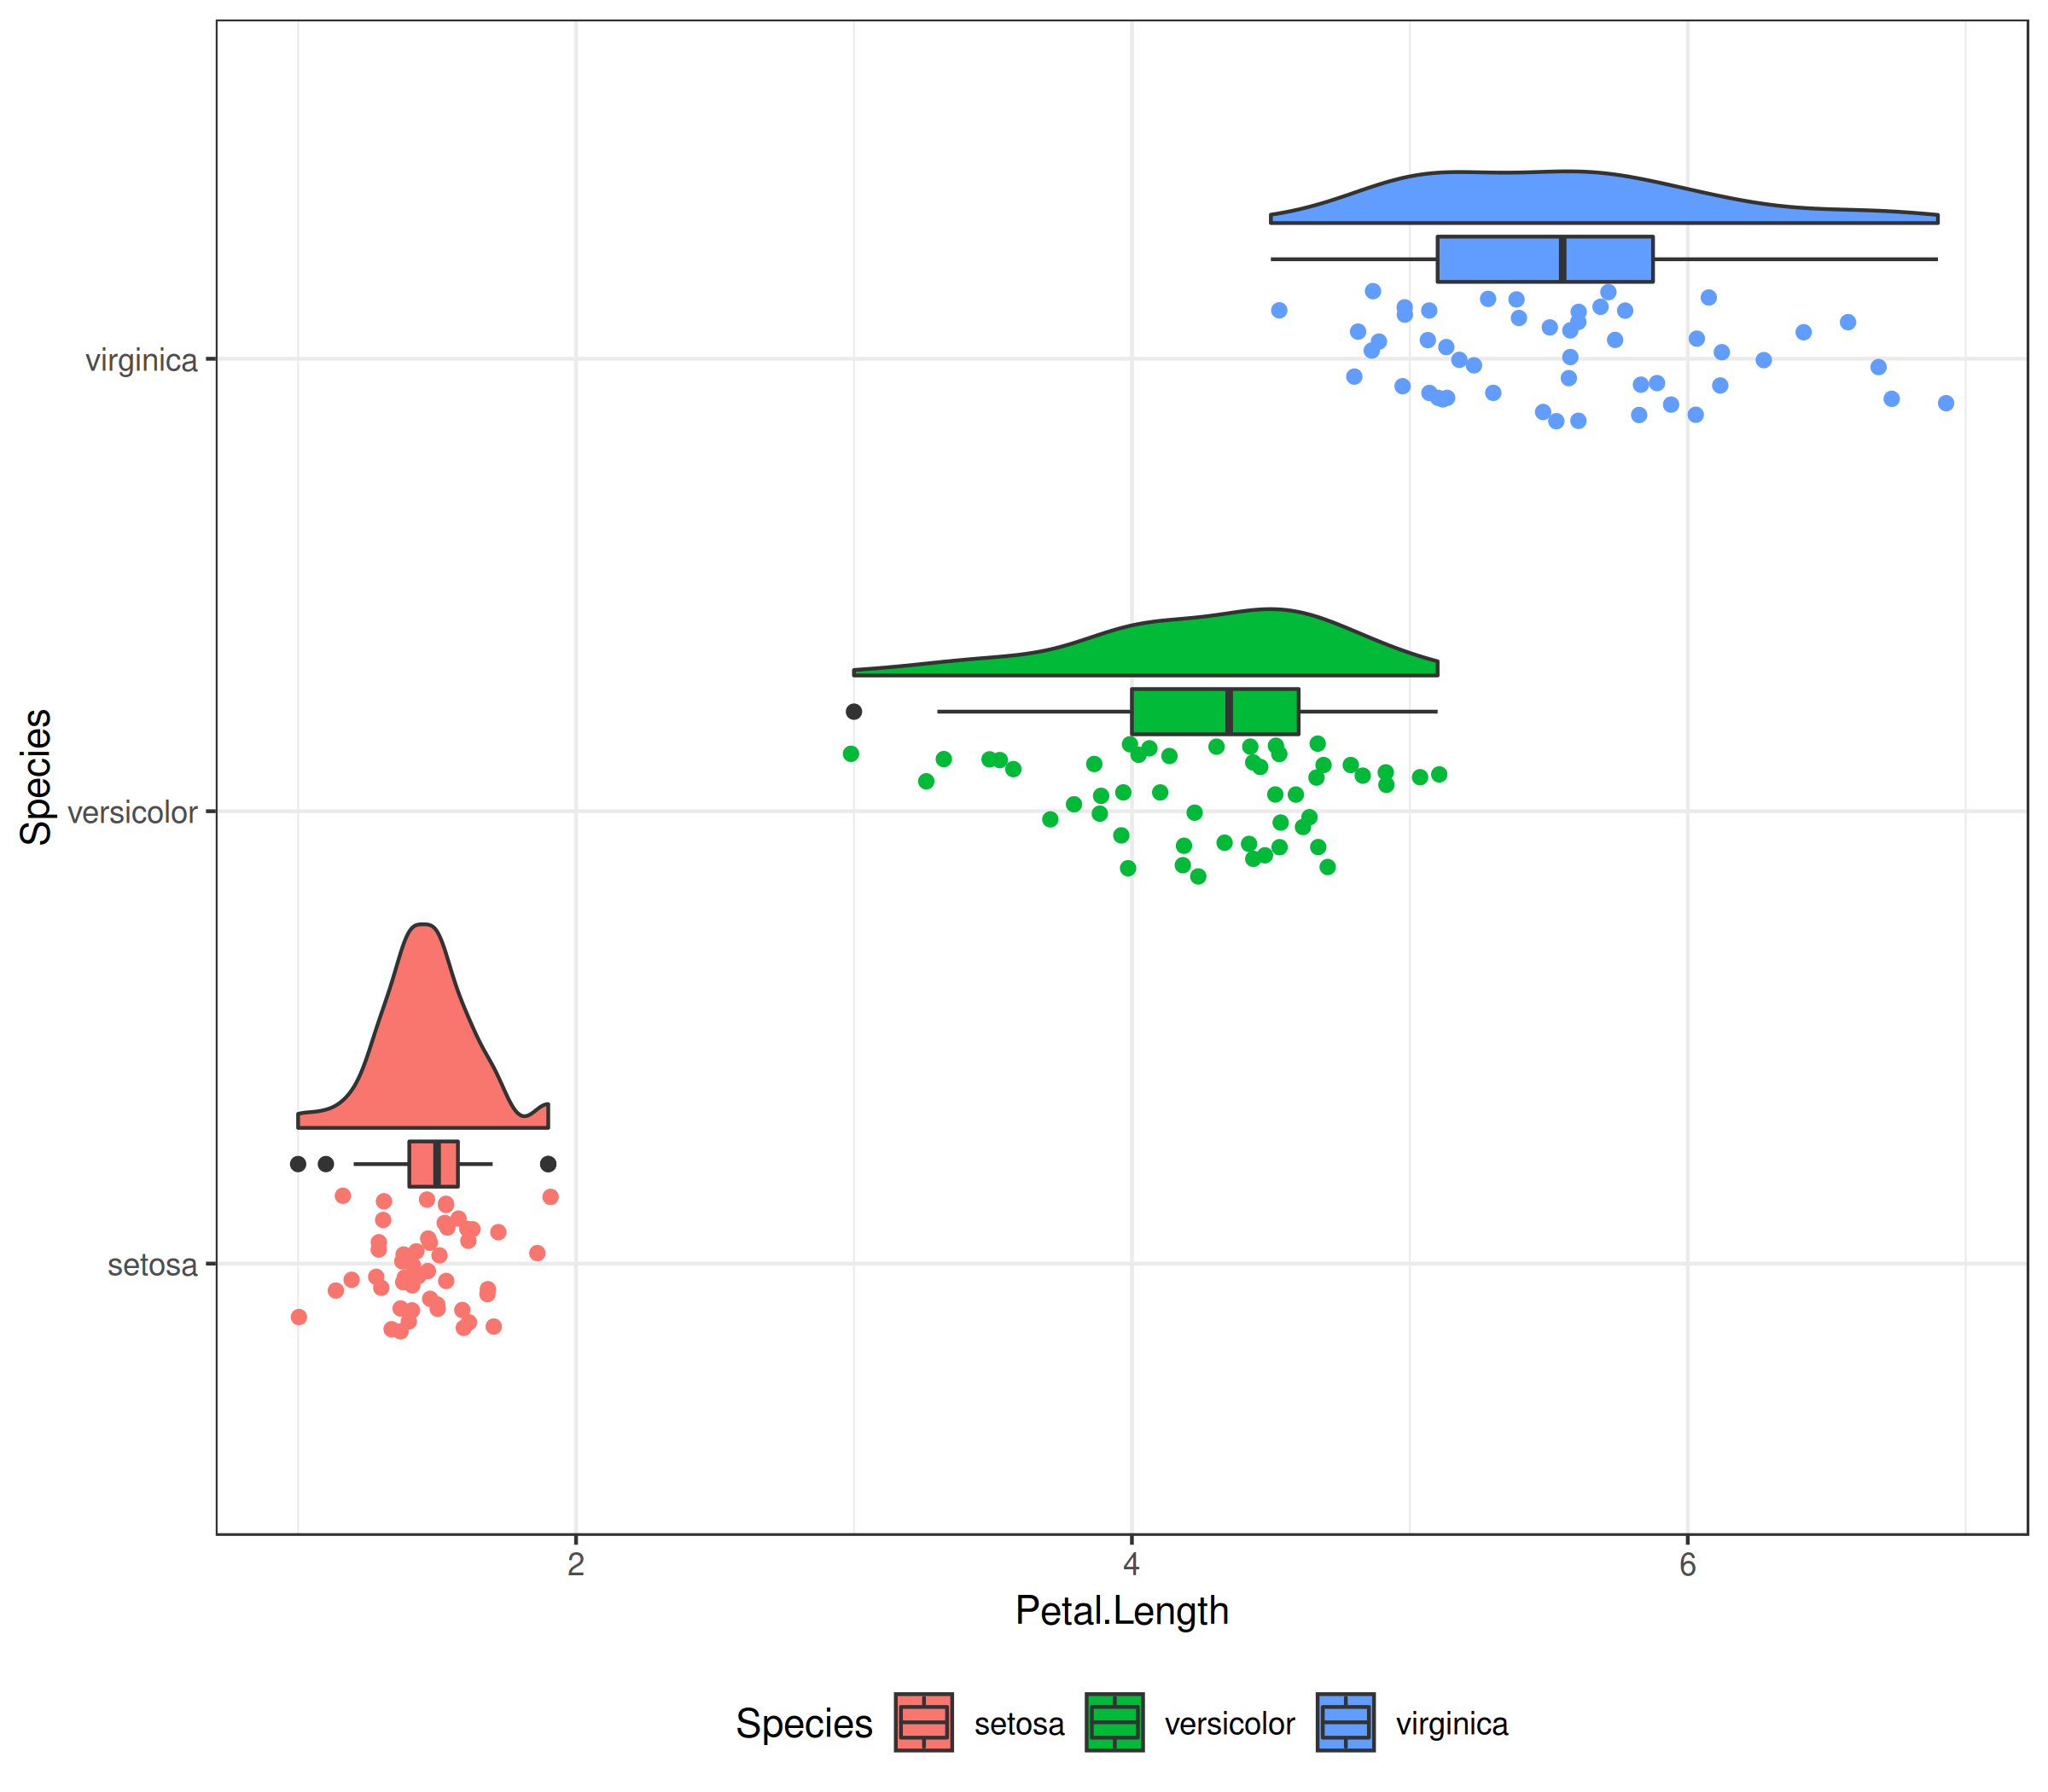 Species
virginica
versicolor
setosa
2 4 6
Petal.Length
Species setosa versicolor virginica